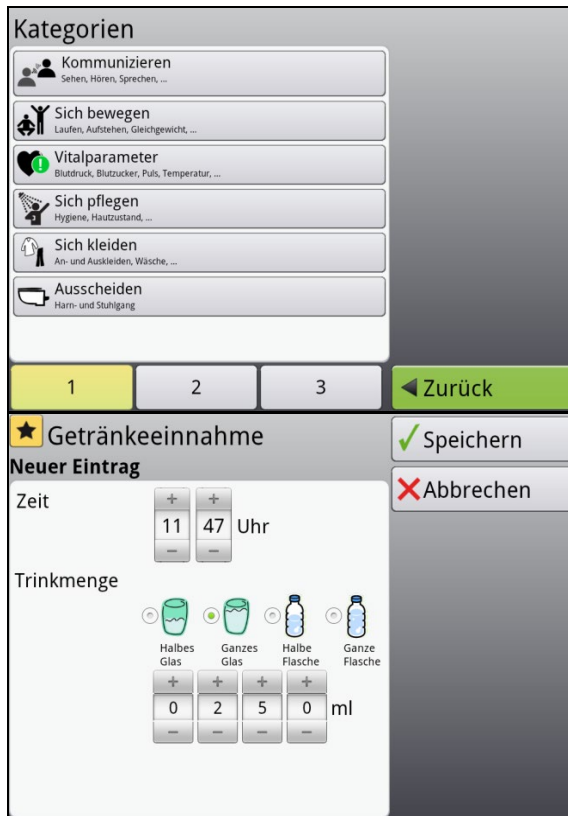 Kategorien
Kommunizieren
Sehen, Hören, Sprechen, ...
Sich bewegen
Laufen, Aufstehen, Gleichgewicht, ...
Vitalparameter
Blutdruck, Blutzucker, Puls, Temperatur, ...
Sich pflegen
Hygiene, Hautzustand, ...
Sich kleiden
An- und Auskleiden, Wäsche, ...
Ausscheiden
Harn- und Stuhlgang
1 2 3 Zurück
Getränkeeinnahme
Speichern
Neuer Eintrag
Abbrechen
Zeit
+ +
11 47 Uhr
− −
Trinkmenge
Halbes Ganzes Halbe Ganze
Glas Glas Flasche Flasche
+ + + +
0 2 5 0 ml
− − − −